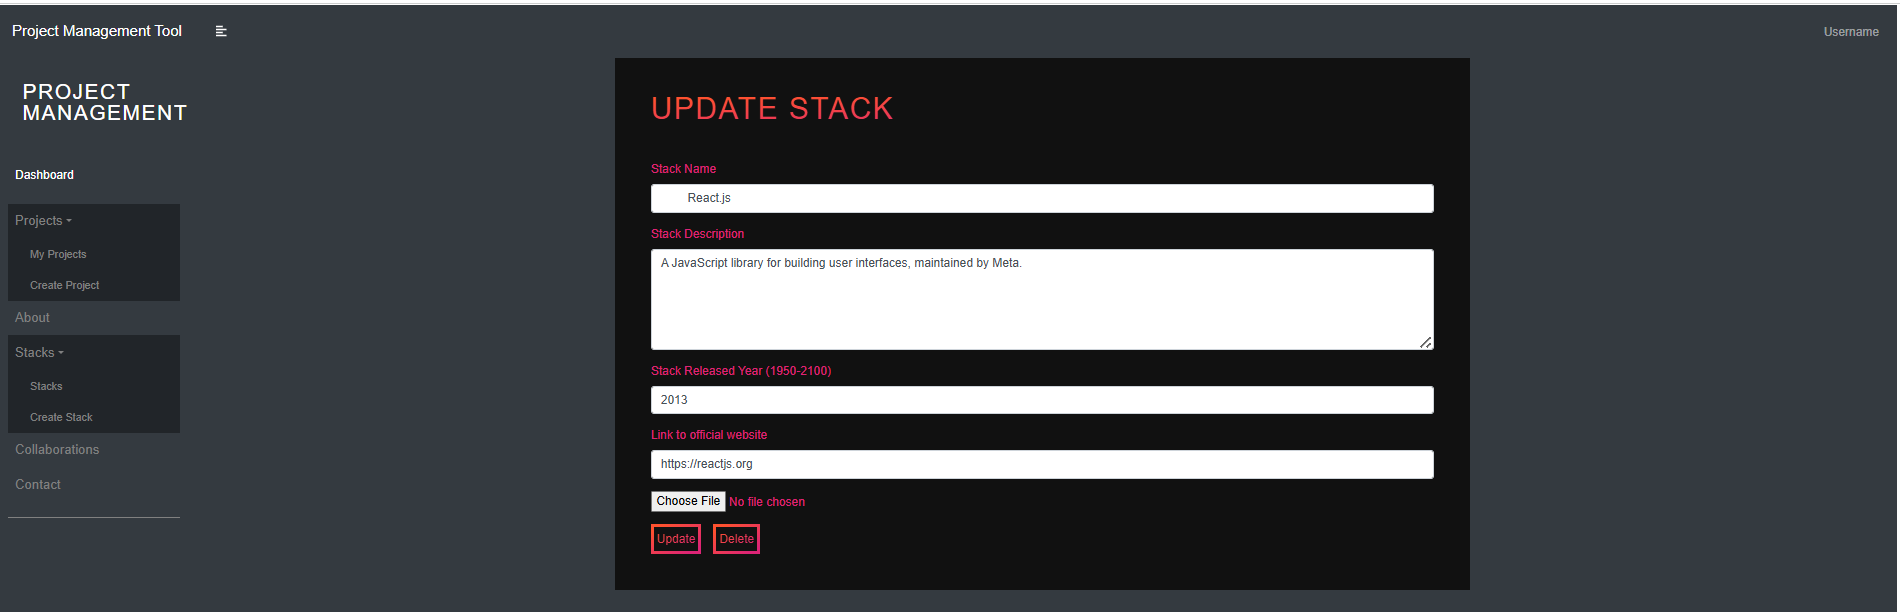 Project Management Tool
Username
PROJECT
MANAGEMENT
Dashboard
Projects
My Projects
Create Project
About
Stacks
Stacks
Create Stack
Collaborations
Contact
UPDATE STACK
Stack Name
React.js
Stack Description
A JavaScript library for building user interfaces, maintained by Meta.
Stack Released Year (1950-2100)
2013
Link to official website
https://reactjs.org
Choose File No file chosen
Update Delete